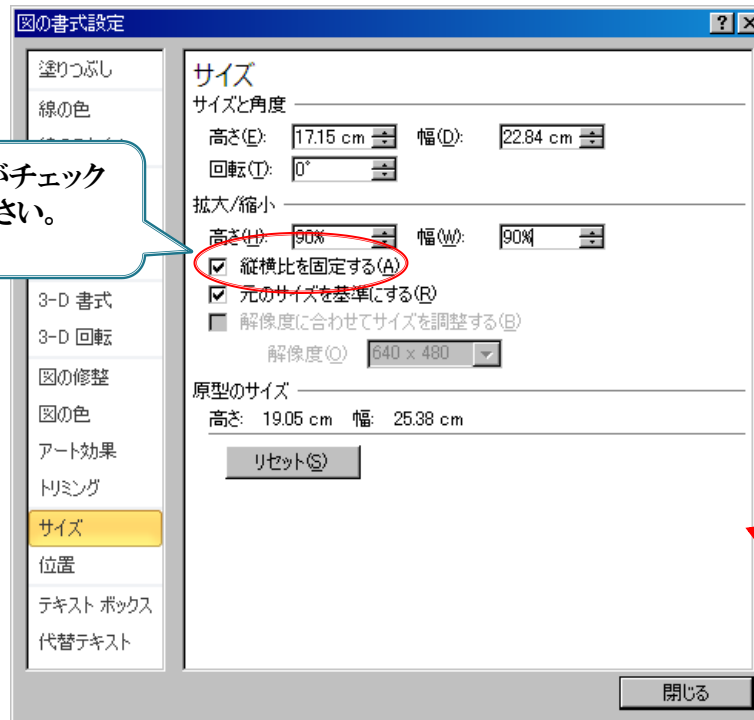 図の書式設定
塗りつぶし
線の色
がチェック
さい。
3-D 書式
3-D 回転
図の修整
図の色
アート効果
トリミング
サイズ
位置
テキスト ボックス
代替テキスト
サイズ
サイズと角度
高さ(E): 17.15 cm 幅(D): 22.84 cm
回転(T): 0°
拡大/縮小
高さ(H): 90% 幅(W): 90%
縦横比を固定する(A)
元のサイズを基準にする(R)
解像度に合わせてサイズを調整する(B)
解像度(O) 640 x 480
原型のサイズ
高さ: 19.05 cm 幅: 25.38 cm
リセット(S)
閉じる